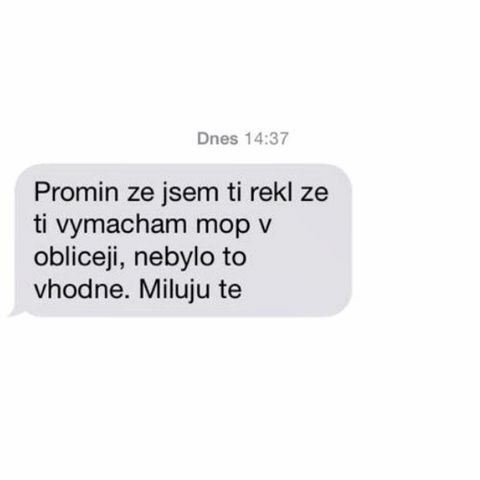 Dnes 14:37
Promin ze jsem ti rekl ze
ti vymacham mop v
obliceji, nebylo to
vhodne. Miluju te